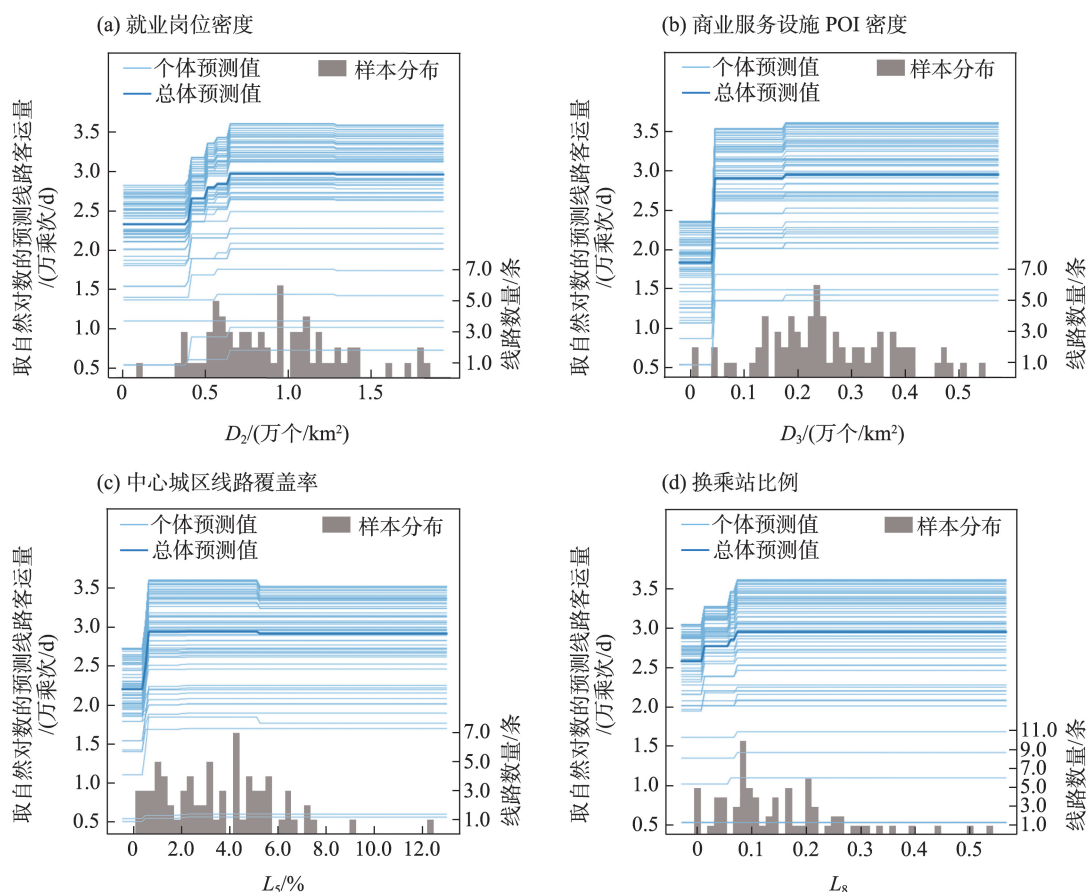 (a) 就业岗位密度
个体预测值
样本分布
总体预测值
取自然对数的预测线路客运量
/(万乘次/d)
3.5
3.0
2.5
2.0
1.5
1.0
0.5
7.0
5.0
3.0
1.0
线路数量/条
0 0.5 1.0 1.5
D₂/(万个/km²)
(b) 商业服务设施 POI 密度
个体预测值
样本分布
总体预测值
取自然对数的预测线路客运量
/(万乘次/d)
3.5
3.0
2.5
2.0
1.5
1.0
0.5
7.0
5.0
3.0
1.0
线路数量/条
0 0.1 0.2 0.3 0.4 0.5
D₃/(万个/km²)
(c) 中心城区线路覆盖率
个体预测值
样本分布
总体预测值
取自然对数的预测线路客运量
/(万乘次/d)
3.5
3.0
2.5
2.0
1.5
1.0
0.5
7.0
5.0
3.0
1.0
线路数量/条
0 2.0 4.0 6.0 8.0 10.0 12.0
L₅/%
(d) 换乘站比例
个体预测值
样本分布
总体预测值
取自然对数的预测线路客运量
/(万乘次/d)
3.5
3.0
2.5
2.0
1.5
1.0
0.5
11.0
9.0
7.0
5.0
3.0
1.0
线路数量/条
0 0.1 0.2 0.3 0.4 0.5
L₈